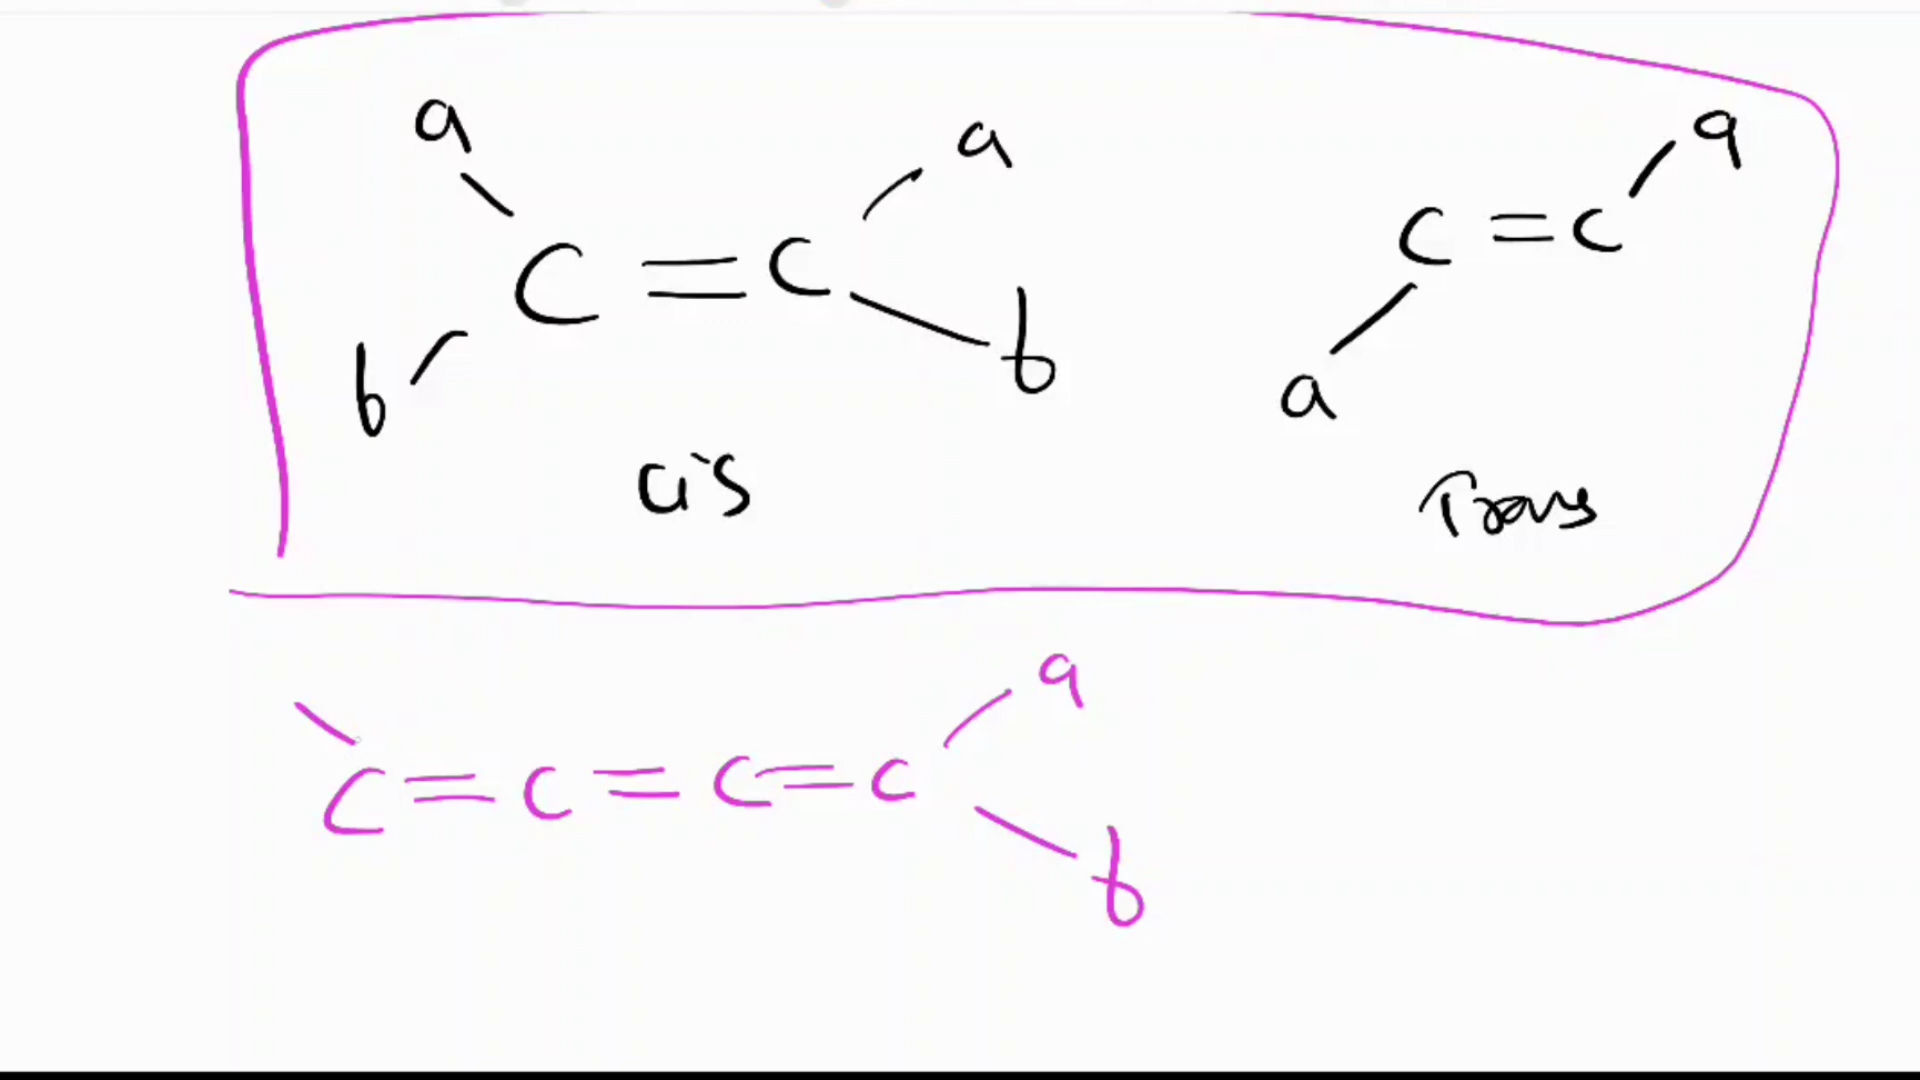 a a a
C = C C = C
b b a
cis Trans
a
C = C = C = C
b